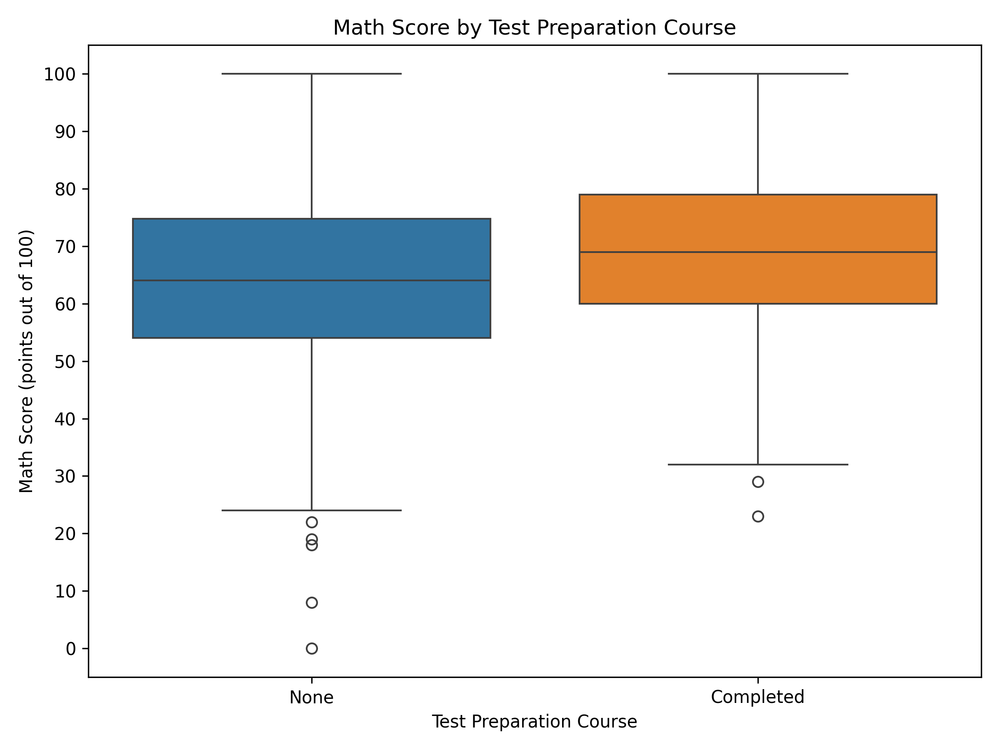 Math Score by Test Preparation Course
Math Score (points out of 100)
100
90
80
70
60
50
40
30
20
10
0
None
Completed
Test Preparation Course